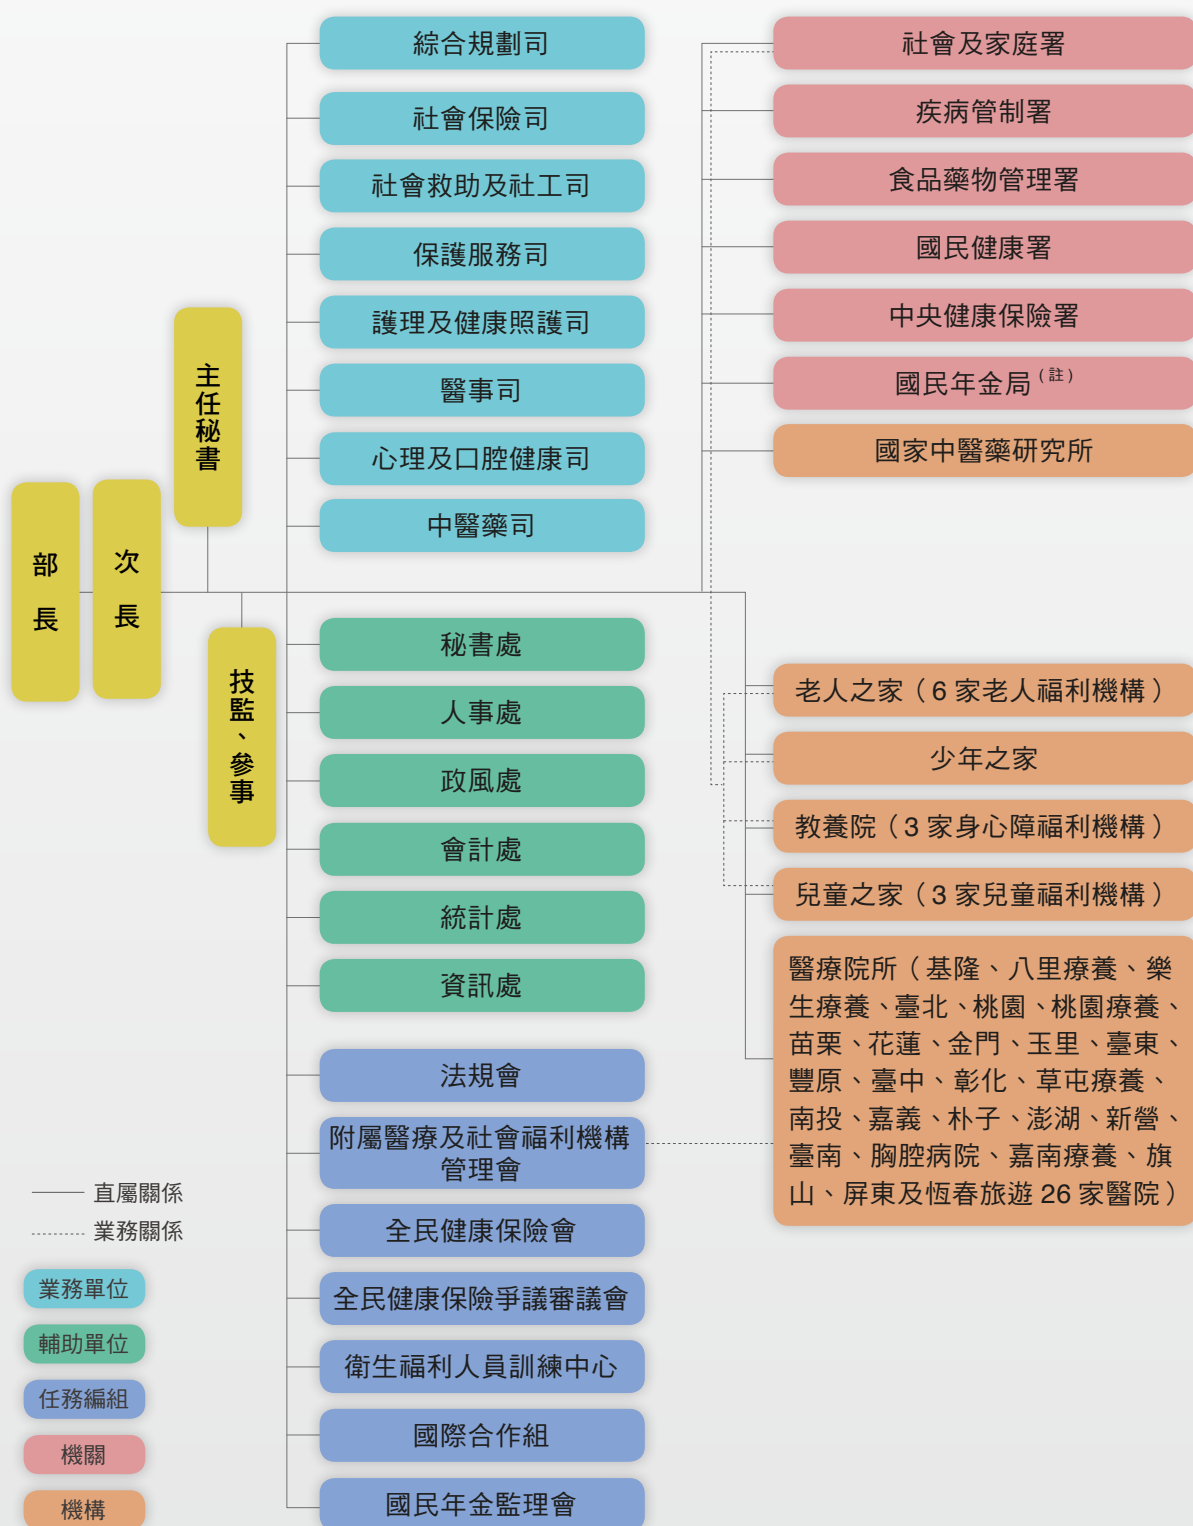 部長
次長
主任秘書
技監、參事
綜合規劃司
社會保險司
社會救助及社工司
保護服務司
護理及健康照護司
醫事司
心理及口腔健康司
中醫藥司
秘書處
人事處
政風處
會計處
統計處
資訊處
法規會
附屬醫療及社會福利機構
管理會
全民健康保險會
全民健康保險爭議審議會
衛生福利人員訓練中心
國際合作組
國民年金監理會
社會及家庭署
疾病管制署
食品藥物管理署
國民健康署
中央健康保險署
國民年金局(註)
國家中醫藥研究所
老人之家（6 家老人福利機構）
少年之家
教養院（3 家身心障福利機構）
兒童之家（3 家兒童福利機構）
醫療院所（基隆、八里療養、樂
生療養、臺北、桃園、桃園療養、
苗栗、花蓮、金門、玉里、臺東、
豐原、臺中、彰化、草屯療養、
南投、嘉義、朴子、澎湖、新營、
臺南、胸腔病院、嘉南療養、旗
山、屏東及恆春旅遊 26 家醫院）
直屬關係
業務關係
業務單位
輔助單位
任務編組
機關
機構